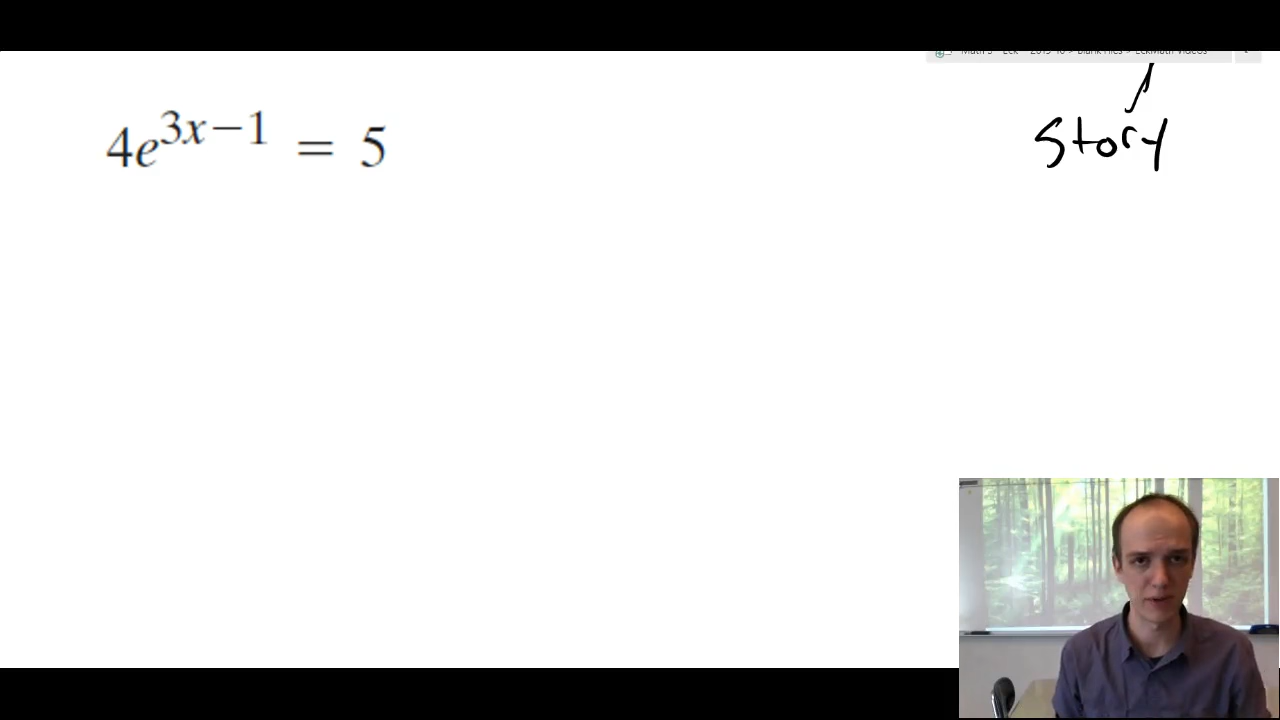 4e^{3x−1} = 5
Story